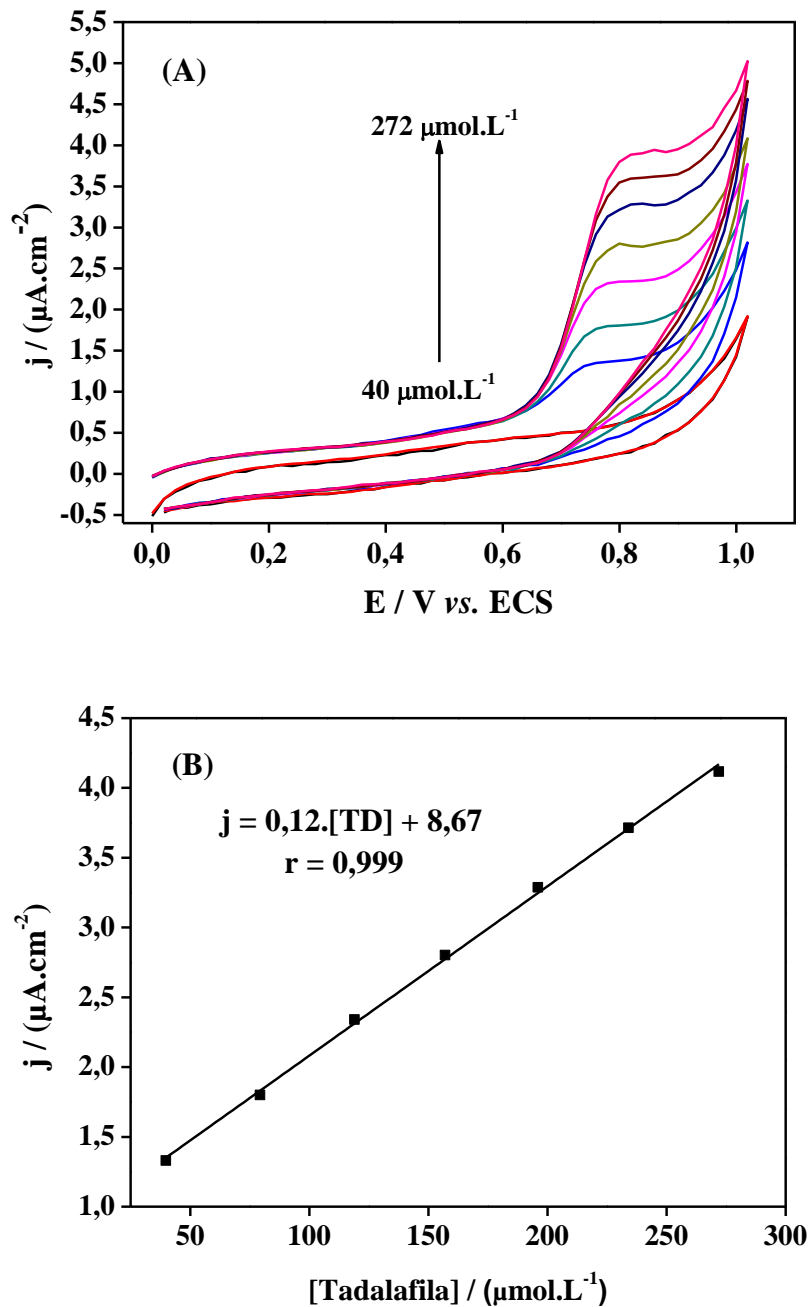 (A)
5,5
5,0
4,5
4,0
3,5
3,0
2,5
2,0
1,5
1,0
0,5
0,0
-0,5
j / (µA.cm⁻²)
272 µmol.L⁻¹
40 µmol.L⁻¹
0,0 0,2 0,4 0,6 0,8 1,0
E / V vs. ECS
(B)
4,5
4,0
3,5
3,0
2,5
2,0
1,5
1,0
j / (µA.cm⁻²)
j = 0,12.[TD] + 8,67
r = 0,999
50 100 150 200 250 300
[Tadalafila] / (µmol.L⁻¹)